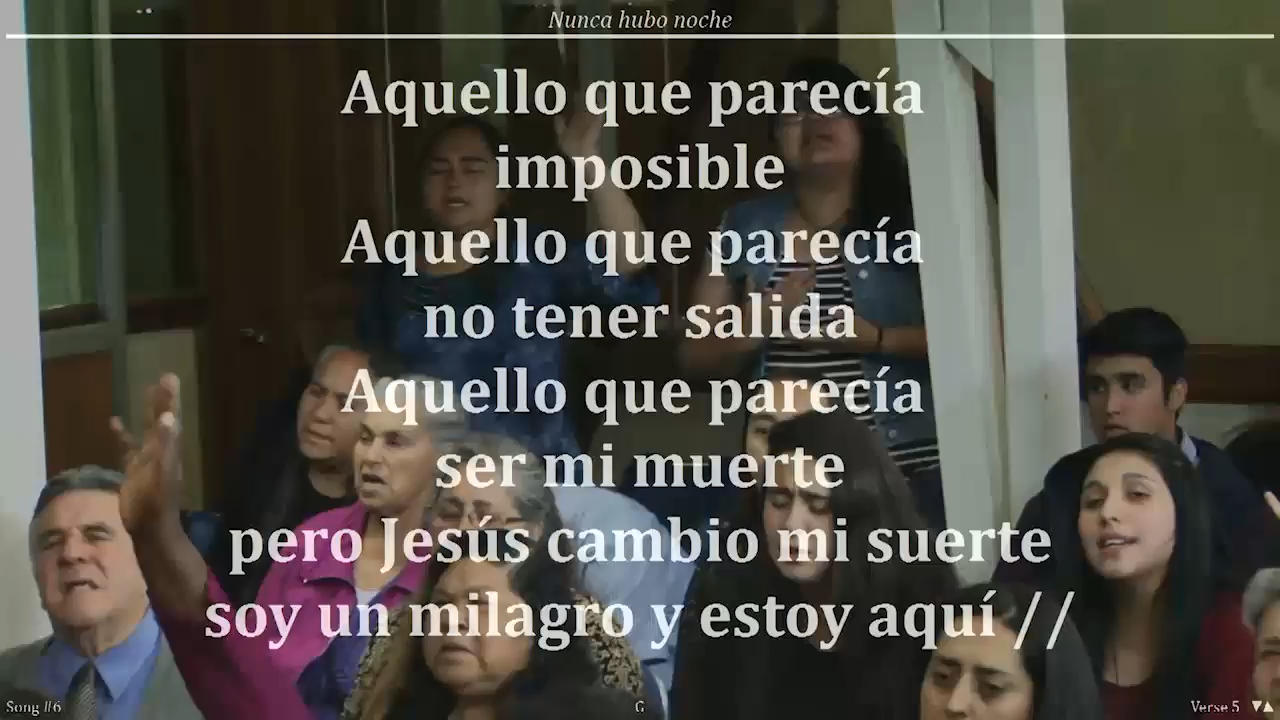 Nunca hubo noche
Aquello que parecía
imposible
Aquello que parecía
no tener salida
Aquello que parecía
ser mi muerte
pero Jesús cambio mi suerte
soy un milagro y estoy aquí //
Song #6
G
Verse 5 ▼▲